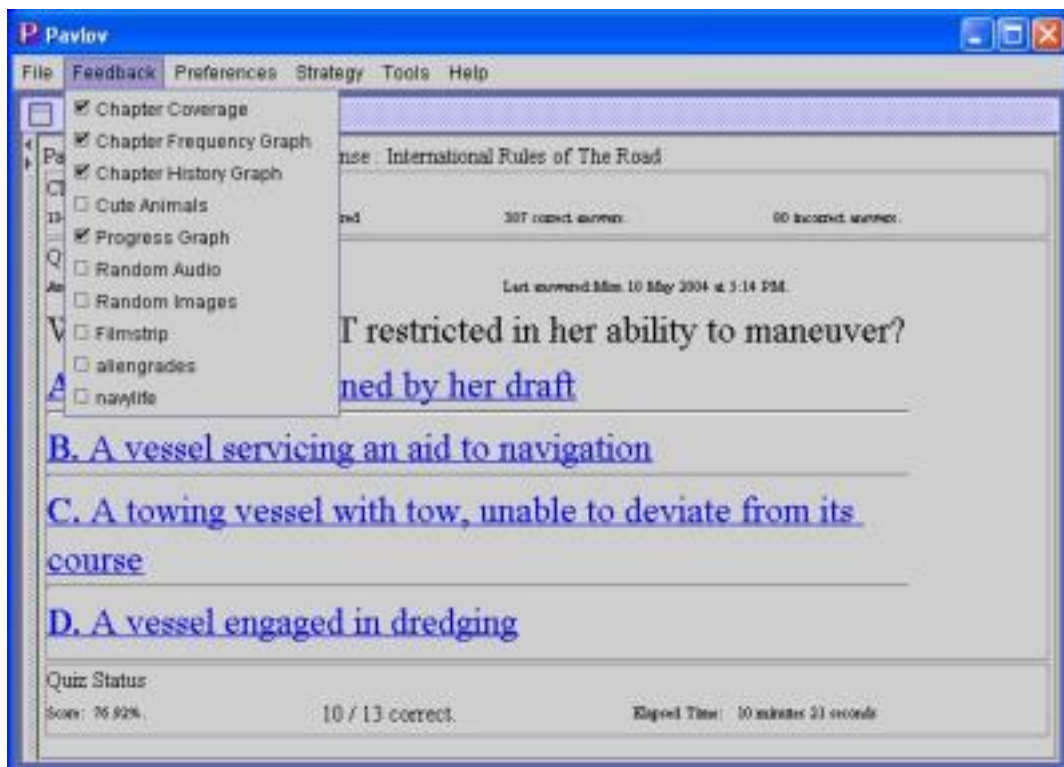 Pavlov
File Feedback Preferences Strategy Tools Help
Chapter Coverage
Chapter Frequency Graph
Chapter History Graph
Cute Animals
Progress Graph
Random Audio
Random Images
Filmstrip
allengrades
navylife
: International Rules of The Road
307 correct answers. 90 incorrect answers.
Last answered: Mon 10 May 2004 at 3:14 PM.
restricted in her ability to maneuver?
by her draft
B. A vessel servicing an aid to navigation
C. A towing vessel with tow, unable to deviate from its
course
D. A vessel engaged in dredging
Quiz Status
Score: 76.92%. 10 / 13 correct. Elapsed Time: 10 minutes 21 seconds